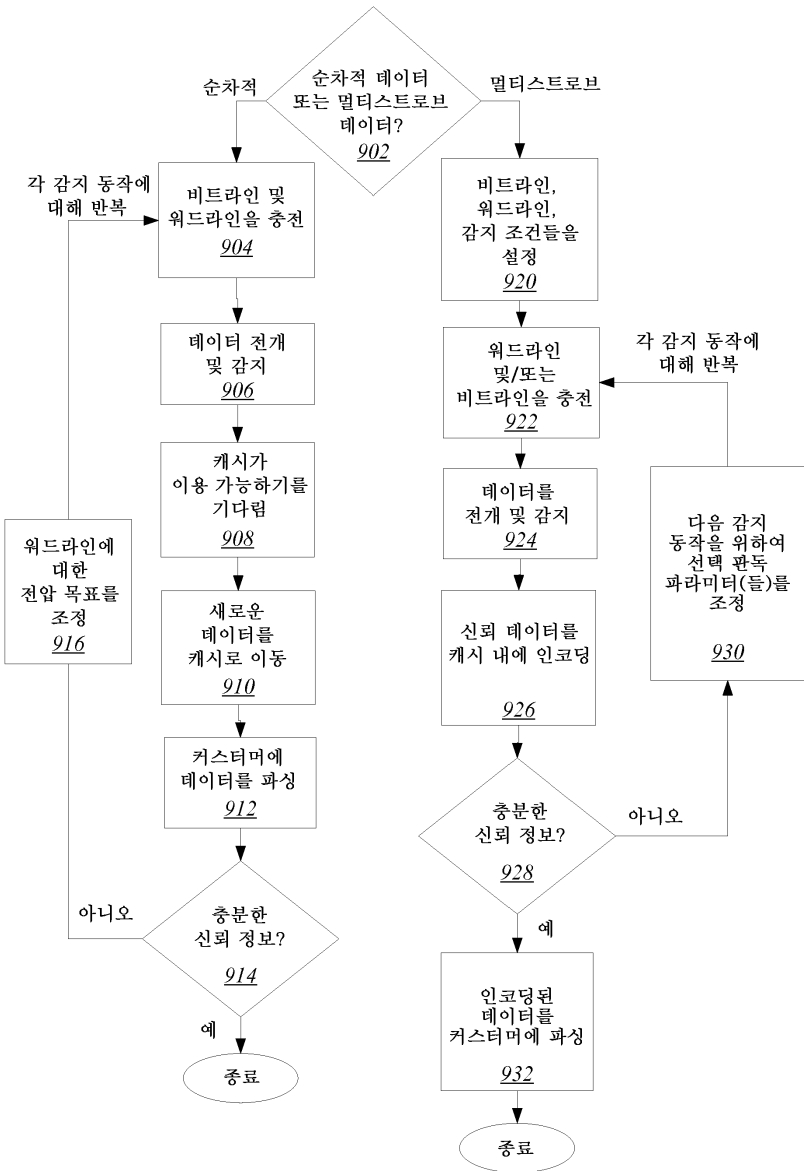 순차적 데이터
또는 멀티스트로브
데이터?
902
순차적
멀티스트로브
각 감지 동작에
대해 반복
비트라인 및
워드라인을 충전
904
데이터 전개
및 감지
906
캐시가
이용 가능하기를
기다림
908
새로운
데이터를
캐시로 이동
910
커스터머에
데이터를 파싱
912
충분한
신뢰 정보?
914
아니오
워드라인에
대한
전압 목표를
조정
916
예
종료
비트라인,
워드라인,
감지 조건들을
설정
920
워드라인
및/또는
비트라인을 충전
922
각 감지 동작에
대해 반복
데이터를
전개 및 감지
924
신뢰 데이터를
캐시 내에 인코딩
926
충분한
신뢰 정보?
928
아니오
다음 감지
동작을 위하여
선택 판독
파라미터(들)를
조정
930
예
인코딩된
데이터를
커스터머에 파싱
932
종료